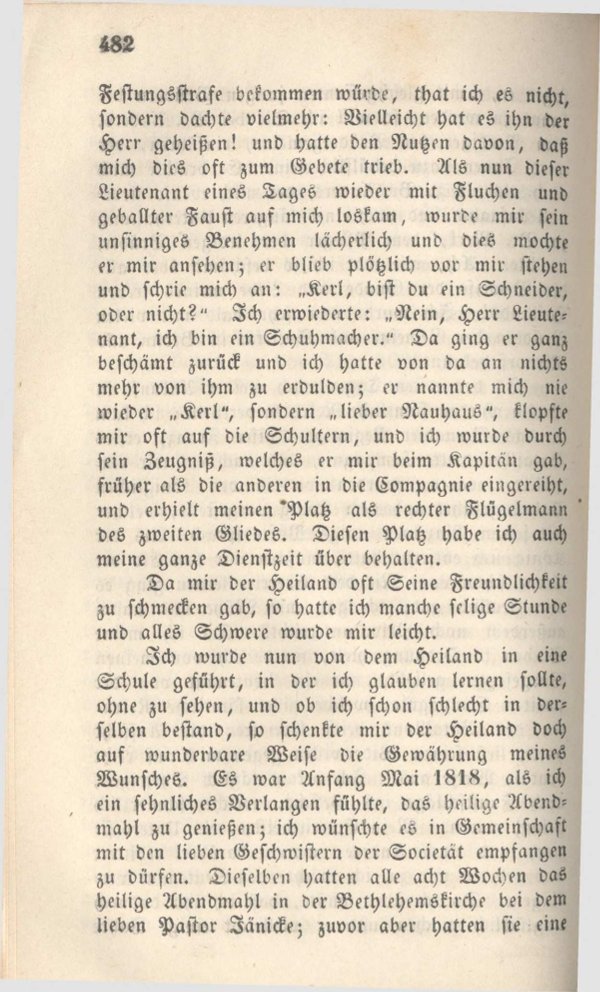 482
Festungsstrafe bekommen würde, that ich es nicht,
sondern dachte vielmehr: Vielleicht hat es ihn der
Herr geheißen! und hatte den Nutzen davon, daß
mich dies oft zum Gebete trieb. Als nun dieser
Lieutenant eines Tages wieder mit Fluchen und
geballter Faust auf mich loskam, wurde mir sein
unsinniges Benehmen lächerlich und dies mochte
er mir ansehen; er blieb plötzlich vor mir stehen
und schrie mich an: „Kerl, bist du ein Schneider,
oder nicht?“ Ich erwiederte: „Nein, Herr Lieute-
nant, ich bin ein Schuhmacher.“ Da ging er ganz
beschämt zurück und ich hatte von da an nichts
mehr von ihm zu erdulden; er nannte mich nie
wieder „Kerl“, sondern „lieber Nauhaus“, klopfte
mir oft auf die Schultern, und ich wurde durch
sein Zeugniß, welches er mir beim Kapitän gab,
früher als die anderen in die Compagnie eingereiht,
und erhielt meinen Platz als rechter Flügelmann
des zweiten Gliedes. Diesen Platz habe ich auch
meine ganze Dienstzeit über behalten.
Da mir der Heiland oft Seine Freundlichkeit
zu schmecken gab, so hatte ich manche selige Stunde
und alles Schwere wurde mir leicht.
Ich wurde nun von dem Heiland in eine
Schule geführt, in der ich glauben lernen sollte,
ohne zu sehen, und ob ich schon schlecht in der-
selben bestand, so schenkte mir der Heiland doch
auf wunderbare Weise die Gewährung meines
Wunsches. Es war Anfang Mai 1818, als ich
ein sehnliches Verlangen fühlte, das heilige Abend-
mahl zu genießen; ich wünschte es in Gemeinschaft
mit den lieben Geschwistern der Societät empfangen
zu dürfen. Dieselben hatten alle acht Wochen das
heilige Abendmahl in der Bethlehemskirche bei dem
lieben Pastor Jänicke; zuvor aber hatten sie eine